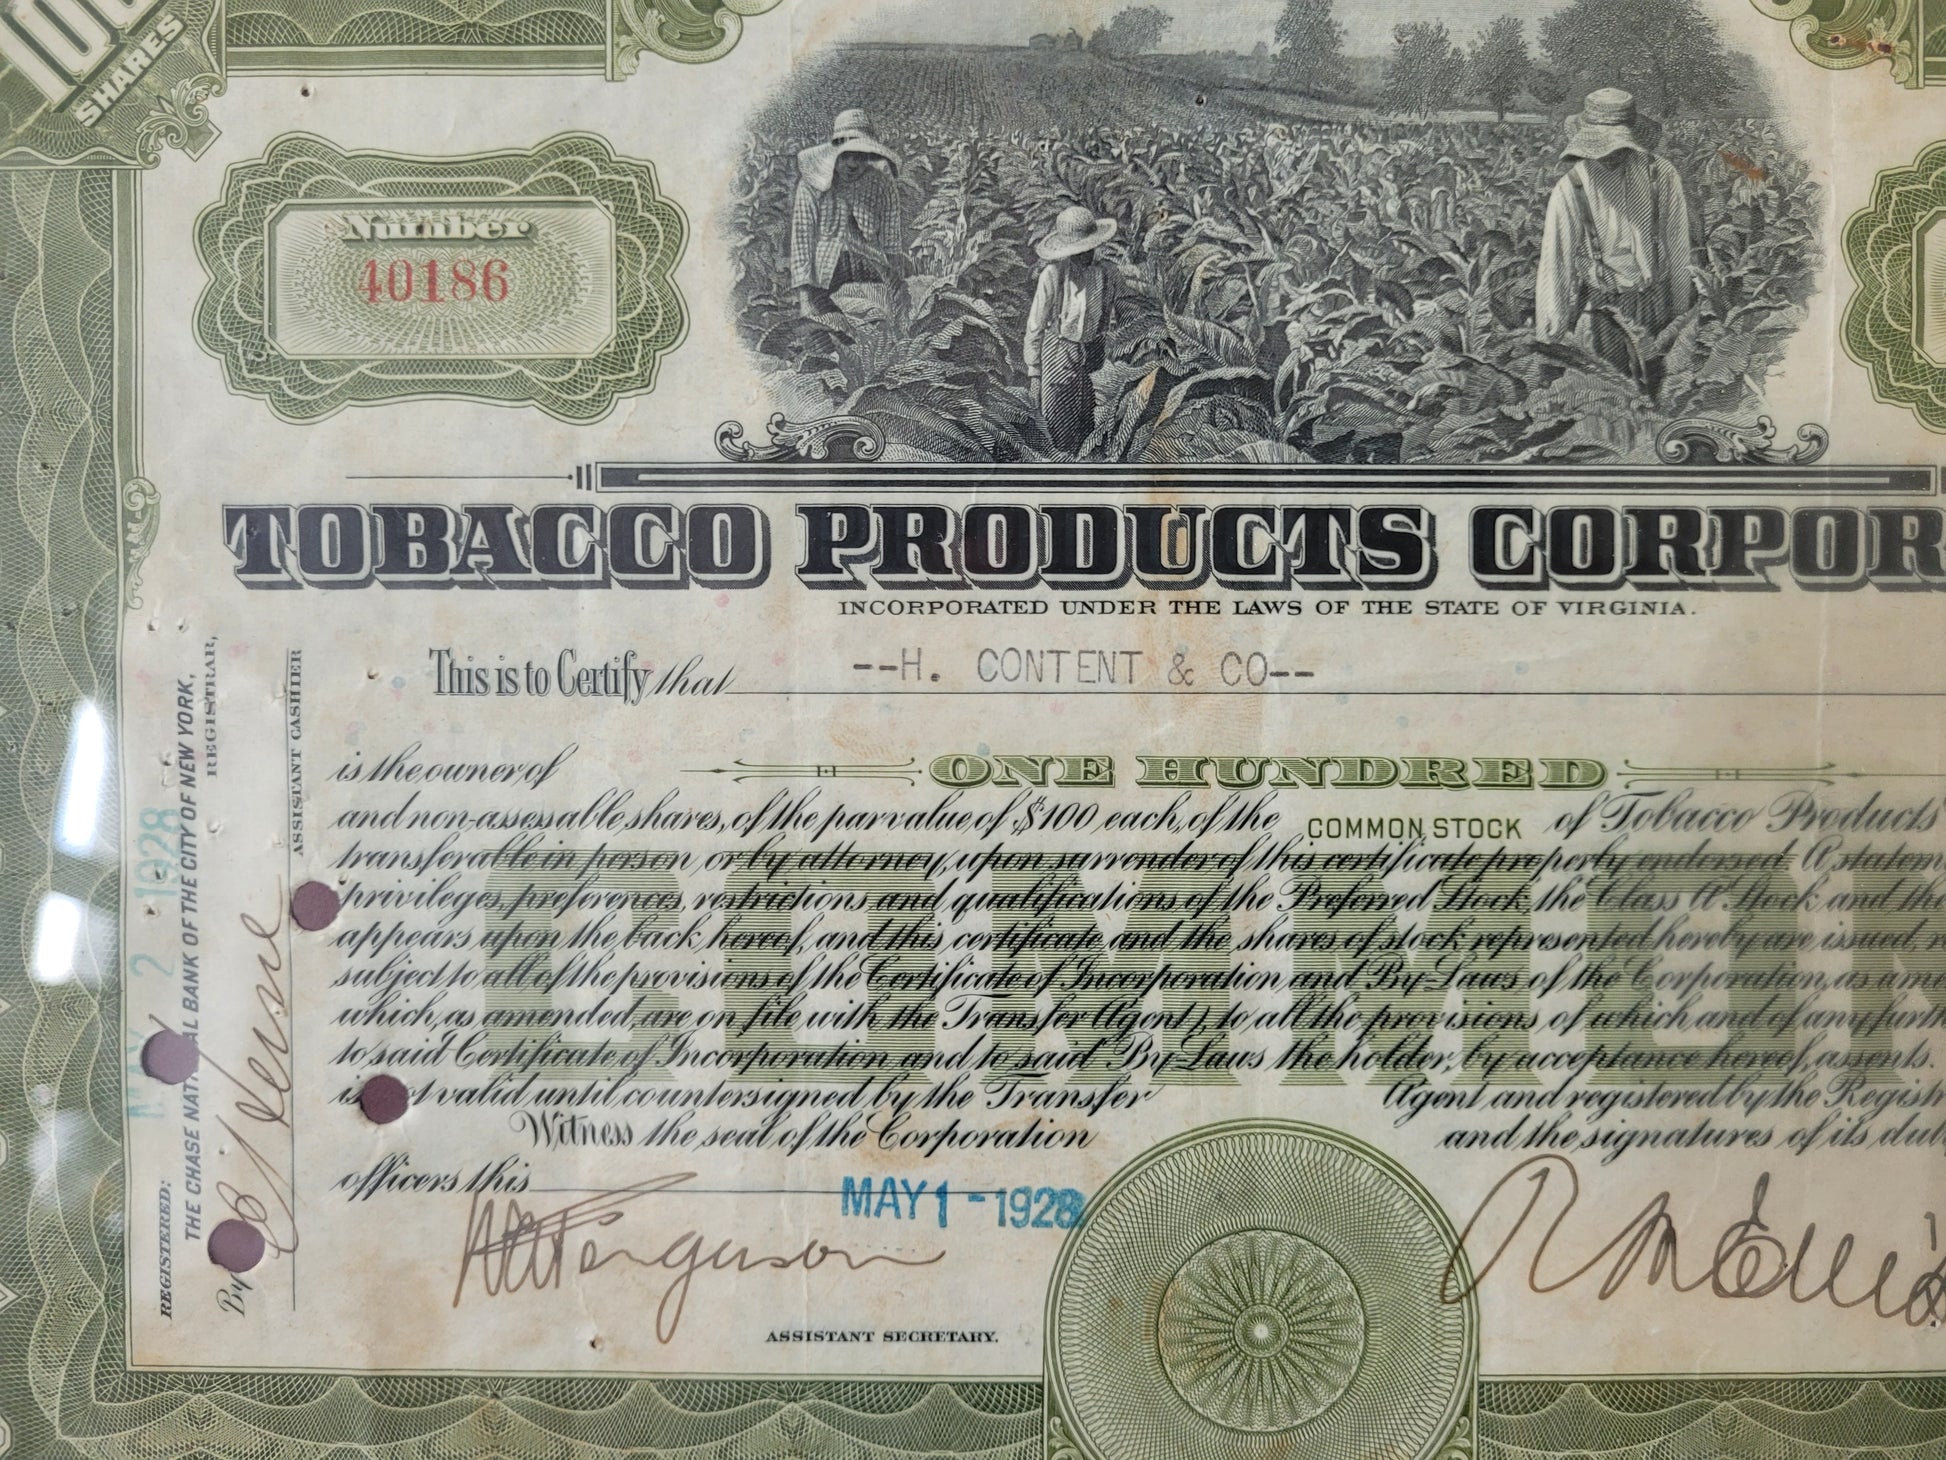 100
SHARES
Number
40186
TOBACCO PRODUCTS CORPOR
INCORPORATED UNDER THE LAWS OF THE STATE OF VIRGINIA.
This is to Certify that --H. CONTENT & CO--
is the owner of ONE HUNDRED
and non-assessable shares, of the par value of $100 each, of the COMMON STOCK of Tobacco Products
transferable in person or by attorney, upon surrender of this certificate properly endorsed. A statem
privileges, preferences, restrictions and qualifications of the Preferred Stock, the Class A Stock and the
appears upon the back hereof, and this certificate and the shares of stock represented hereby are issued,
subject to all of the provisions of the Certificate of Incorporation and By-Laws of the Corporation, as ame
which, as amended, are on file with the Transfer Agent), to all the provisions of which and of any furth
to said Certificate of Incorporation and to said By-Laws the holder, by acceptance hereof, assents.
is not valid until countersigned by the Transfer Agent and registered by the Regist
Witness the seal of the Corporation and the signatures of its dul
officers this MAY 1 - 1928
COMMON
Ferguson
ASSISTANT SECRETARY.
R M Ellis
REGISTERED:
THE CHASE NATIONAL BANK OF THE CITY OF NEW YORK,
REGISTRAR,
MAY 2 1928
By
ASSISTANT CASHIER